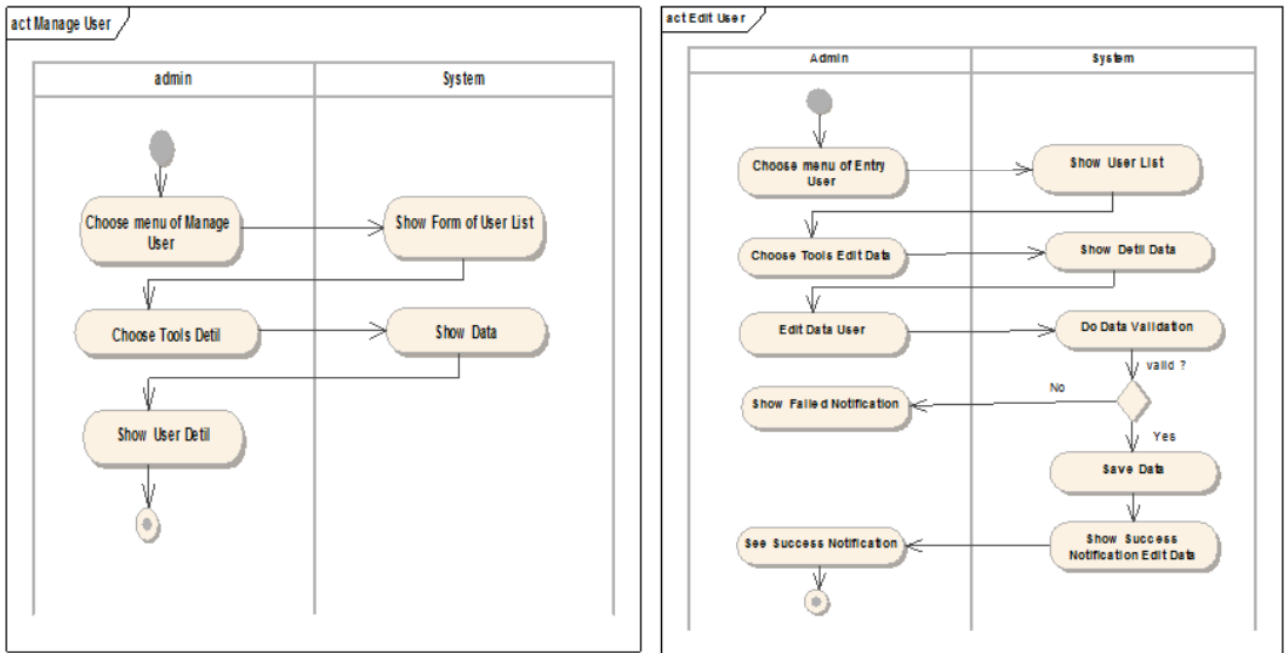 act Manage User
admin
System
Choose menu of Manage
User
Show Form of User List
Choose Tools Detil
Show Data
Show User Detil
act Edit User
Admin
System
Choose menu of Entry
User
Show User List
Choose Tools Edit Data
Show Detil Data
Edit Data User
Do Data Validation
valid ?
No
Show Failed Notification
Yes
Save Data
See Success Notification
Show Success
Notification Edit Data